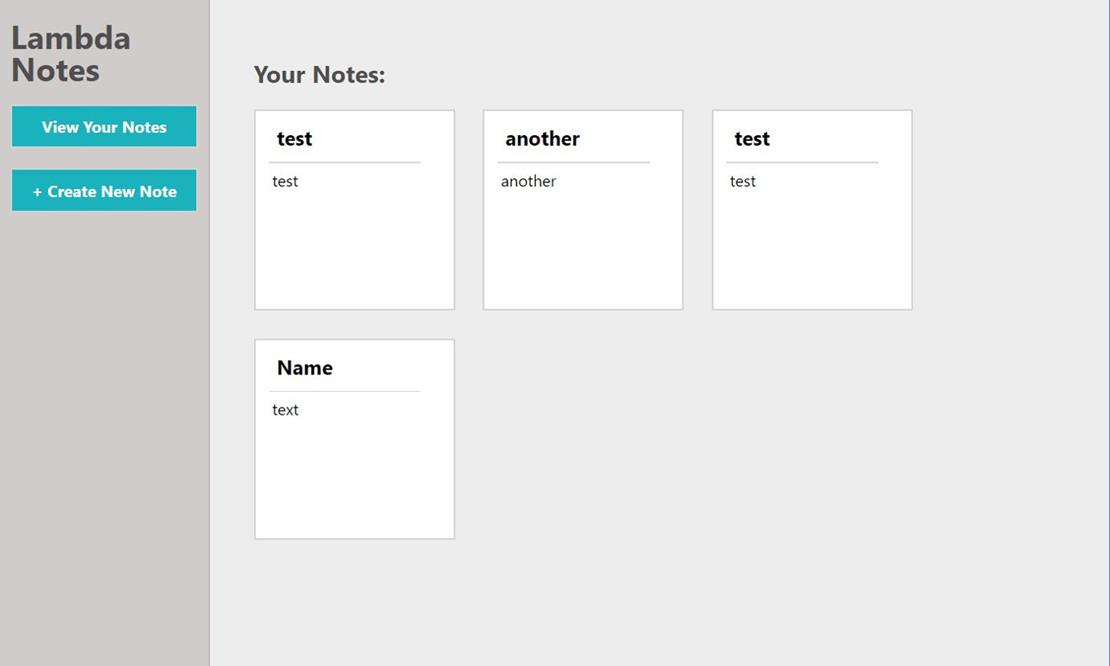 Lambda
Notes
View Your Notes
+ Create New Note
Your Notes:
test
test
another
another
test
test
Name
text